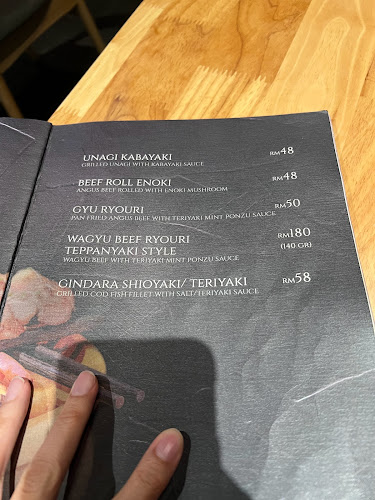 UNAGI KABAYAKI RM48
GRILLED UNAGI WITH KABAYAKI SAUCE
BEEF ROLL ENOKI RM48
ANGUS BEEF ROLLED WITH ENOKI MUSHROOM
GYU RYOURI RM50
PAN FRIED ANGUS BEEF WITH TERIYAKI MINT PONZU SAUCE
WAGYU BEEF RYOURI RM180
TEPPANYAKI STYLE (140 GR)
WAGYU BEEF WITH TERIYAKI MINT PONZU SAUCE
GINDARA SHIOYAKI/ TERIYAKI RM58
GRILLED COD FISH FILLET WITH SALT/TERIYAKI SAUCE